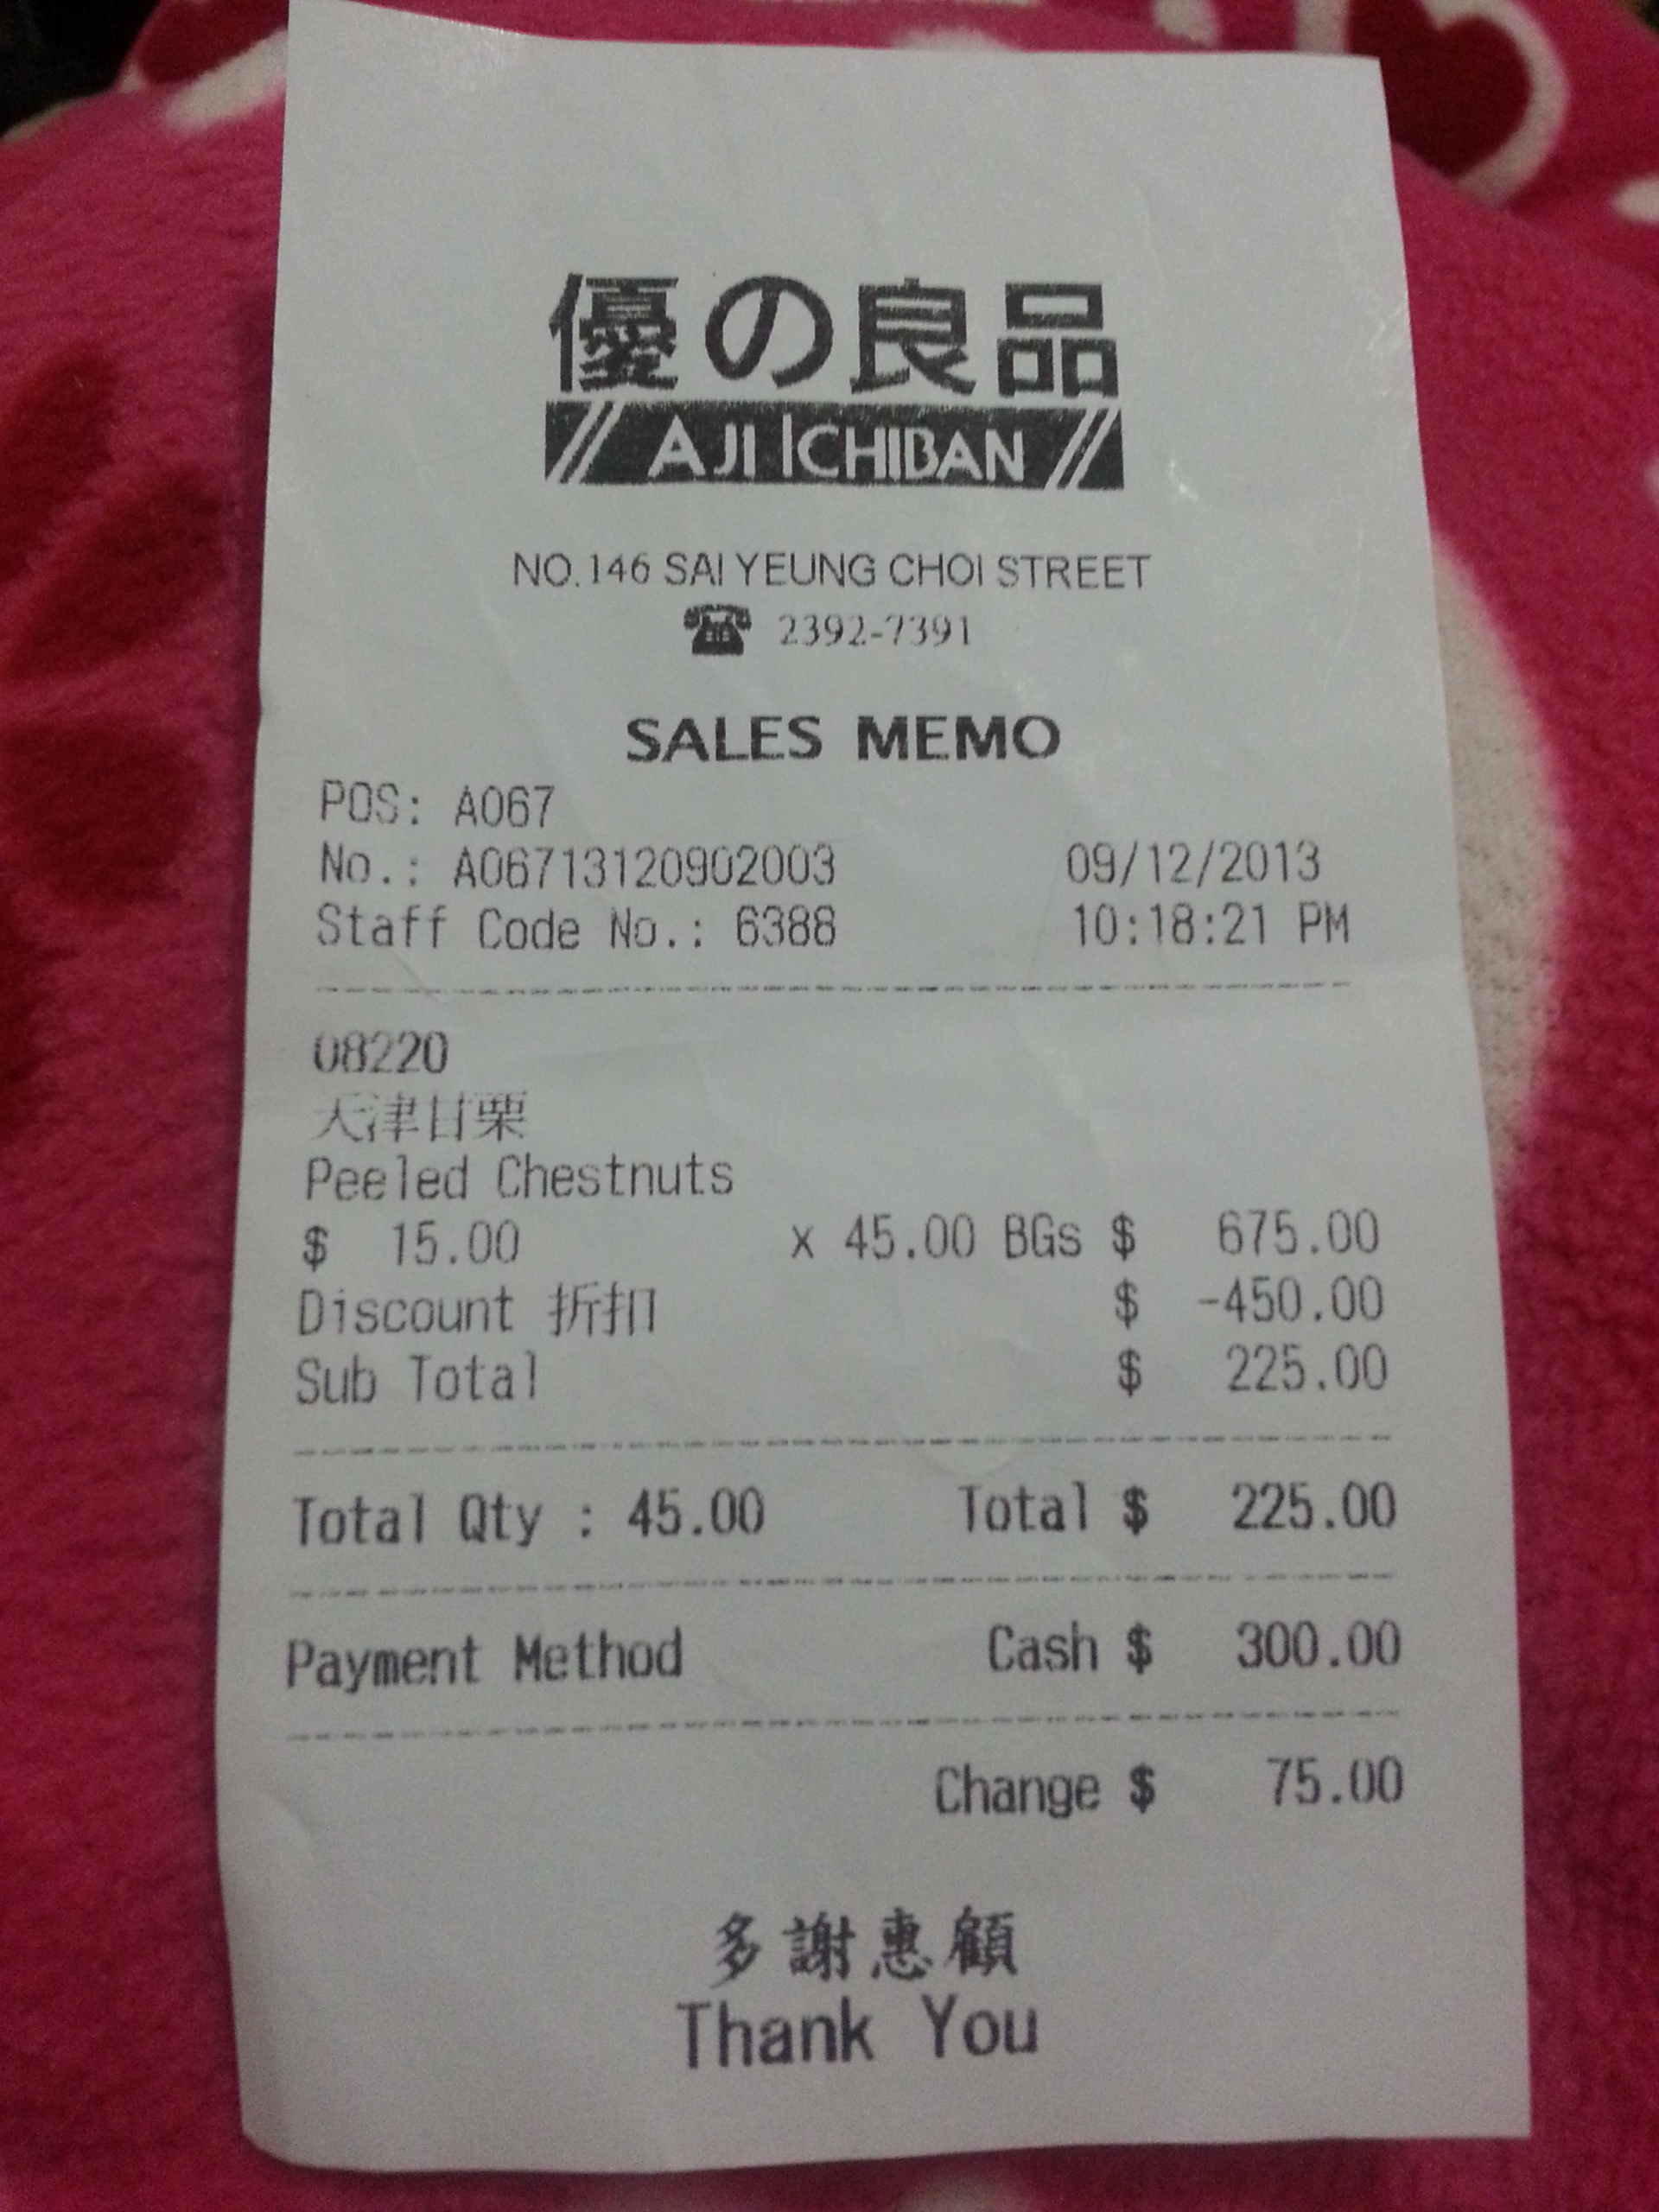 優の良品
AJI ICHIBAN
NO.146 SAI YEUNG CHOI STREET
☎ 2392-7391
SALES MEMO
POS: A067
No.: A06713120902003 09/12/2013
Staff Code No.: 6388 10:18:21 PM
08220
天津甘栗
Peeled Chestnuts
$ 15.00 x 45.00 BGs $ 675.00
Discount 折扣 $ -450.00
Sub Total $ 225.00
Total Qty : 45.00 Total $ 225.00
Payment Method Cash $ 300.00
Change $ 75.00
多謝惠顧
Thank You